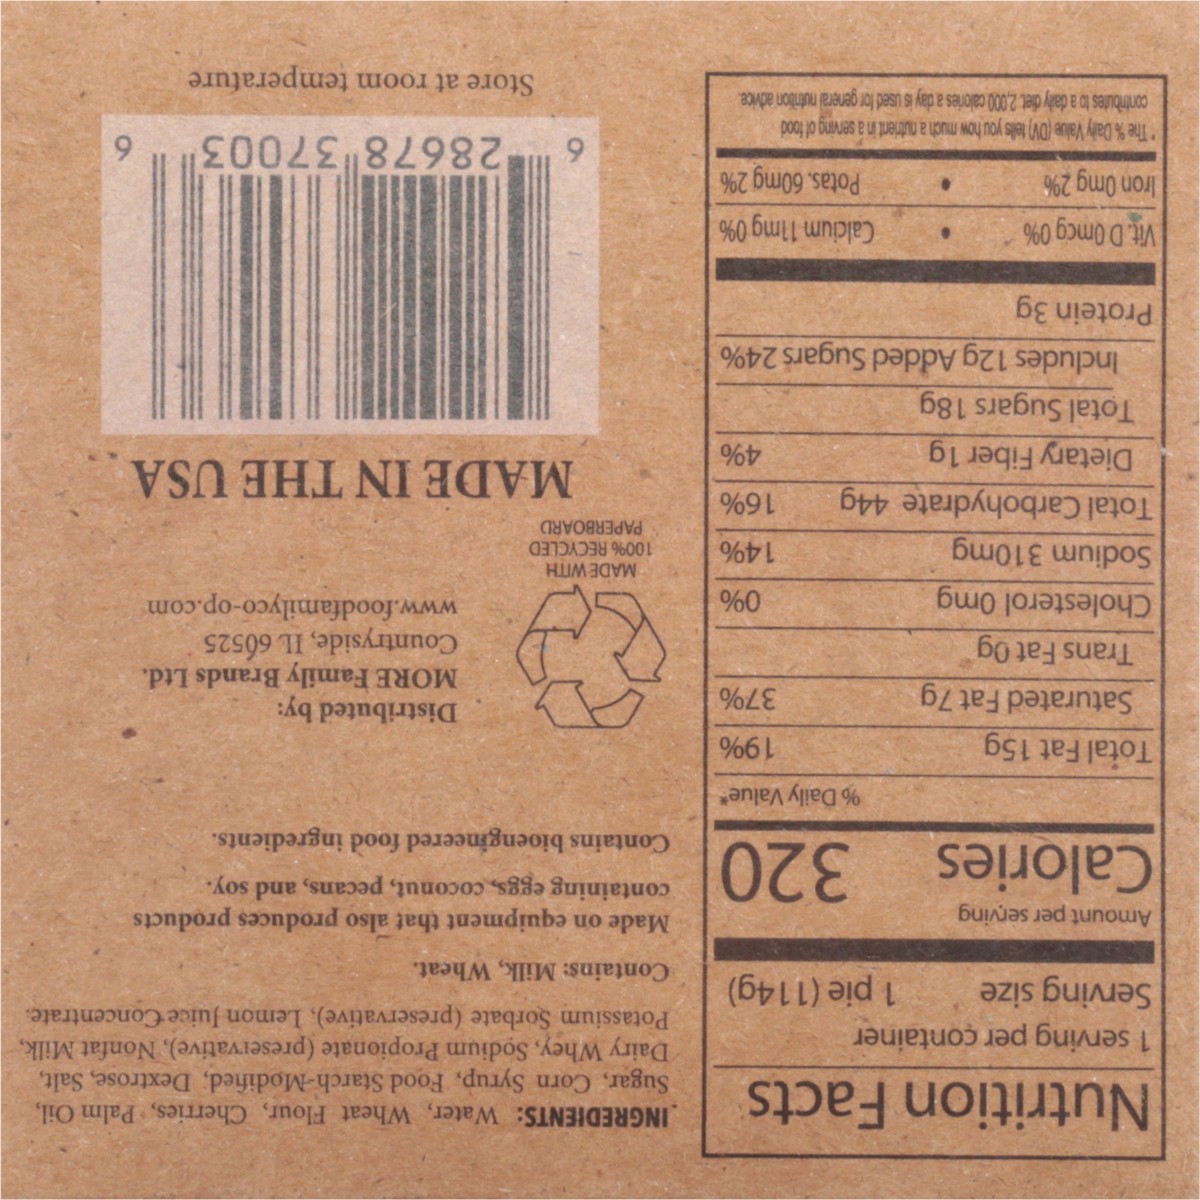 Nutrition Facts
1 serving per container
Serving size 1 pie (114g)
Amount per serving
Calories 320
% Daily Value*
Total Fat 15g 19%
Saturated Fat 7g 37%
Trans Fat 0g
Cholesterol 0mg 0%
Sodium 310mg 14%
Total Carbohydrate 44g 16%
Dietary Fiber 1g 4%
Total Sugars 18g
Includes 12g Added Sugars 24%
Protein 3g
Vit. D 0mcg 0% • Calcium 11mg 0%
Iron 0mg 2% • Potas. 60mg 2%
* The % Daily Value (DV) tells you how much a nutrient in a serving of food
contributes to a daily diet. 2,000 calories a day is used for general nutrition advice.
INGREDIENTS: Water, Wheat Flour, Cherries, Palm Oil,
Sugar, Corn Syrup, Food Starch-Modified, Dextrose, Salt,
Dairy Whey, Sodium Propionate (preservative), Nonfat Milk,
Potassium Sorbate (preservative), Lemon Juice Concentrate.
Contains: Milk, Wheat.
Made on equipment that also produces products
containing eggs, coconut, pecans, and soy.
Contains bioengineered food ingredients.
Distributed by:
MORE Family Brands Ltd.
Countryside, IL 60525
www.foodfamilyco-op.com
MADE WITH
100% RECYCLED
PAPERBOARD
MADE IN THE USA
6 28678 37003 6
Store at room temperature